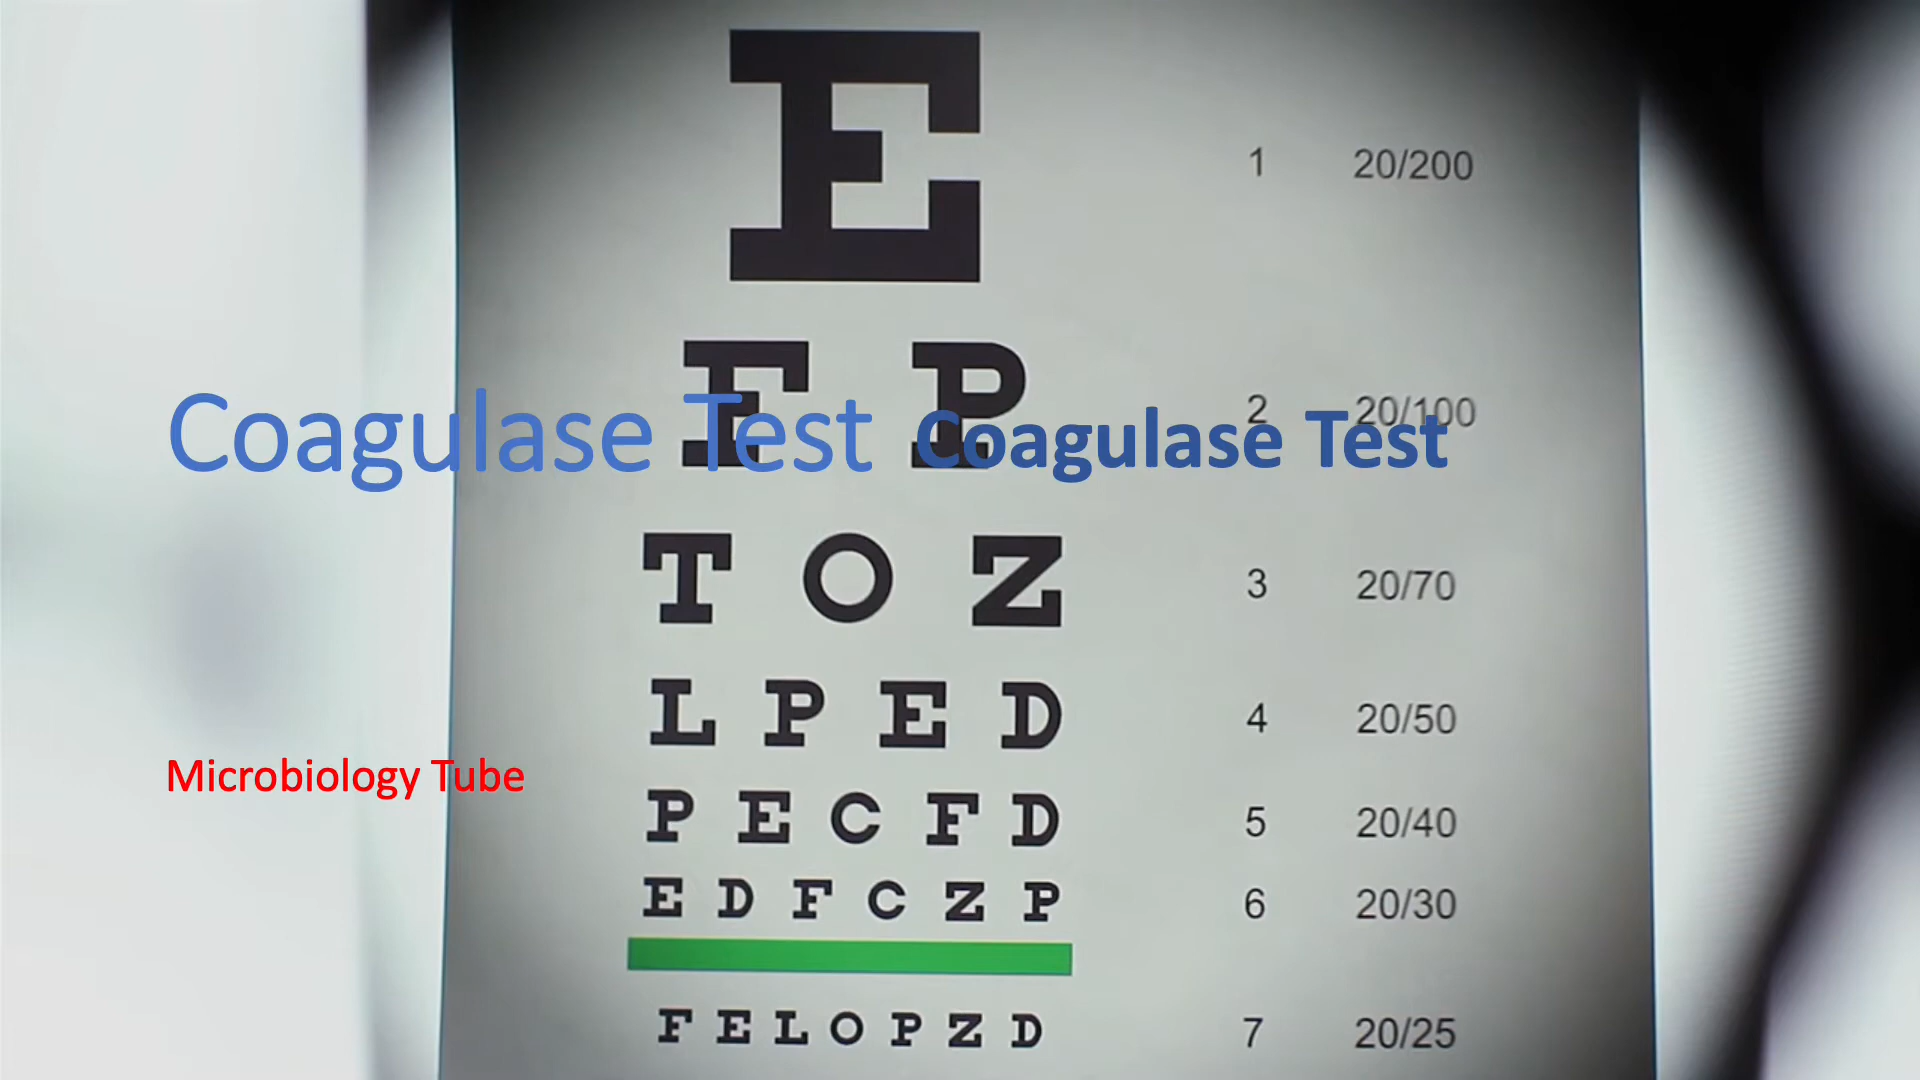 E 1 20/200
F P 2 20/100
Coagulase Test Coagulase Test
T O Z 3 20/70
L P E D 4 20/50
Microbiology Tube
P E C F D 5 20/40
E D F C Z P 6 20/30
F E L O P Z D 7 20/25